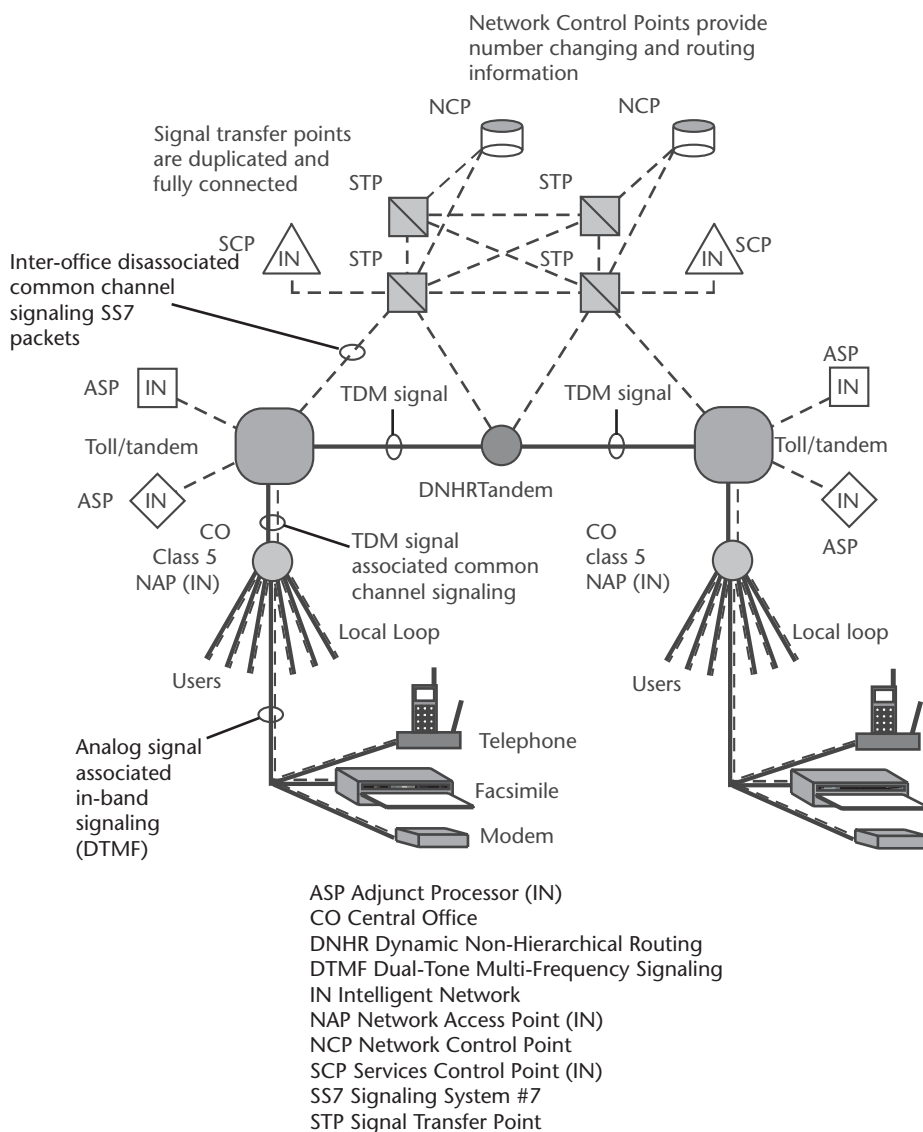 Network Control Points provide
number changing and routing
information
NCP
NCP
Signal transfer points
are duplicated and
fully connected
STP
STP
SCP
IN
STP
STP
IN
SCP
Inter-office disassociated
common channel
signaling SS7
packets
ASP
IN
TDM signal
TDM signal
ASP
IN
Toll/tandem
Toll/tandem
DNHRTandem
ASP
IN
IN
ASP
CO
Class 5
NAP (IN)
TDM signal
associated common
channel signaling
CO
class 5
NAP (IN)
Local Loop
Local loop
Users
Users
Analog signal
associated
in-band
signaling
(DTMF)
Telephone
Facsimile
Modem
ASP Adjunct Processor (IN)
CO Central Office
DNHR Dynamic Non-Hierarchical Routing
DTMF Dual-Tone Multi-Frequency Signaling
IN Intelligent Network
NAP Network Access Point (IN)
NCP Network Control Point
SCP Services Control Point (IN)
SS7 Signaling System #7
STP Signal Transfer Point